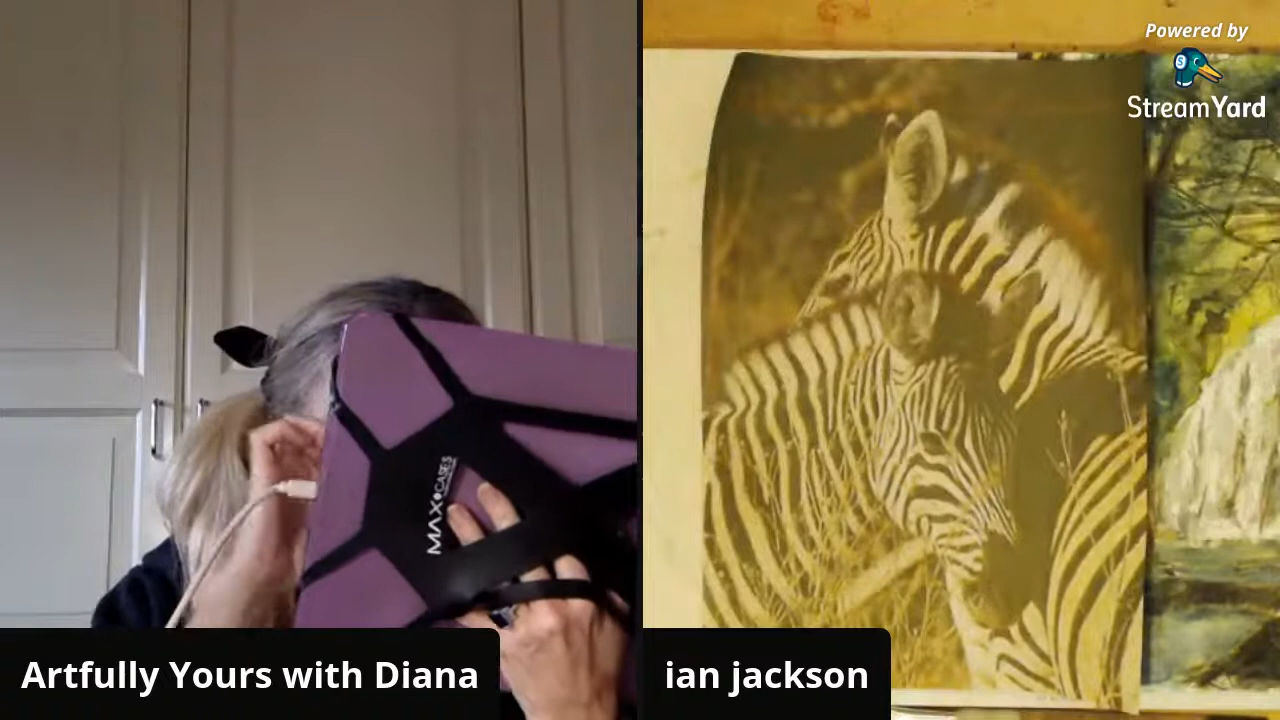 Powered by
StreamYard
MAX CASES
Artfully Yours with Diana
ian jackson